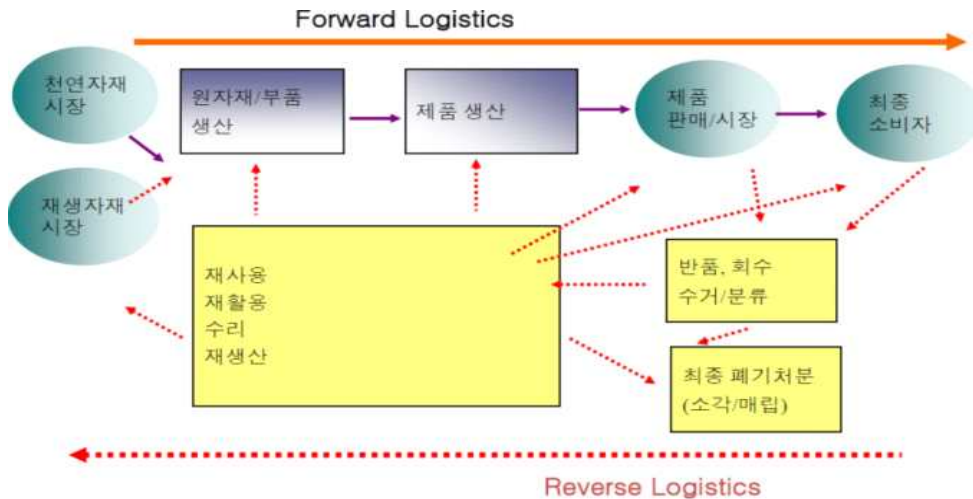 Forward Logistics
천연자재
시장
원자재/부품
생산
제품 생산
제품
판매/시장
최종
소비자
재생자재
시장
재사용
재활용
수리
재생산
반품, 회수
수거/분류
최종 폐기처분
(소각/매립)
Reverse Logistics